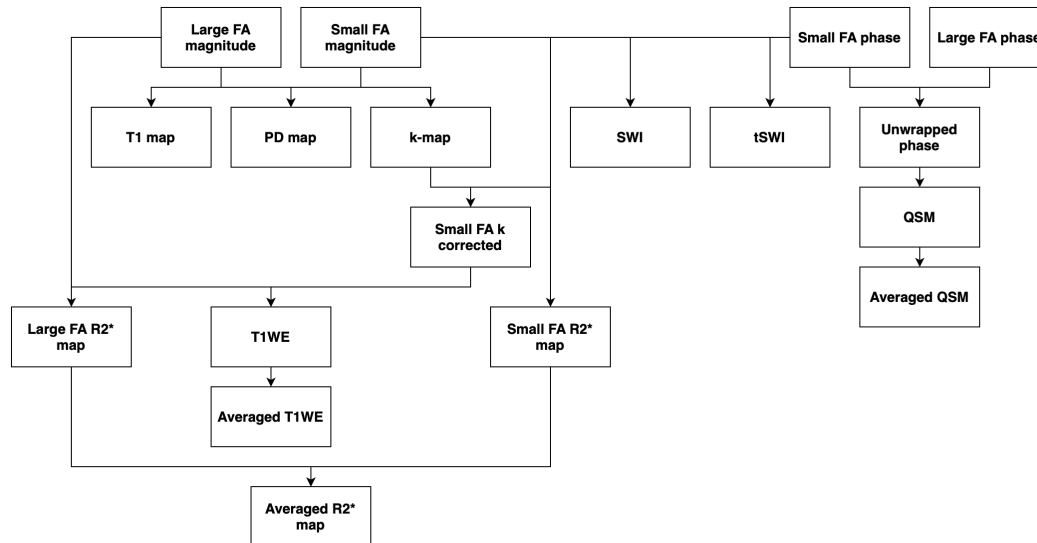 Large FA
magnitude
Small FA
magnitude
Small FA phase
Large FA phase
T1 map
PD map
k-map
SWI
tSWI
Unwrapped
phase
Small FA k
corrected
QSM
Averaged QSM
Large FA R2*
map
T1WE
Small FA R2*
map
Averaged T1WE
Averaged R2*
map